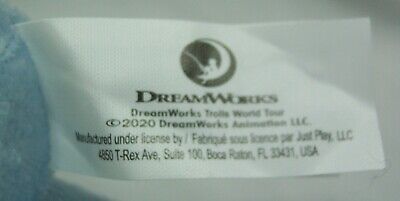 DREAMWORKS
DreamWorks Trolls World Tour
©2020 DreamWorks Animation LLC.
Manufactured under license by / Fabriqué sous licence par Just Play, LLC
4850 T-Rex Ave, Suite 100, Boca Raton, FL 33431, USA